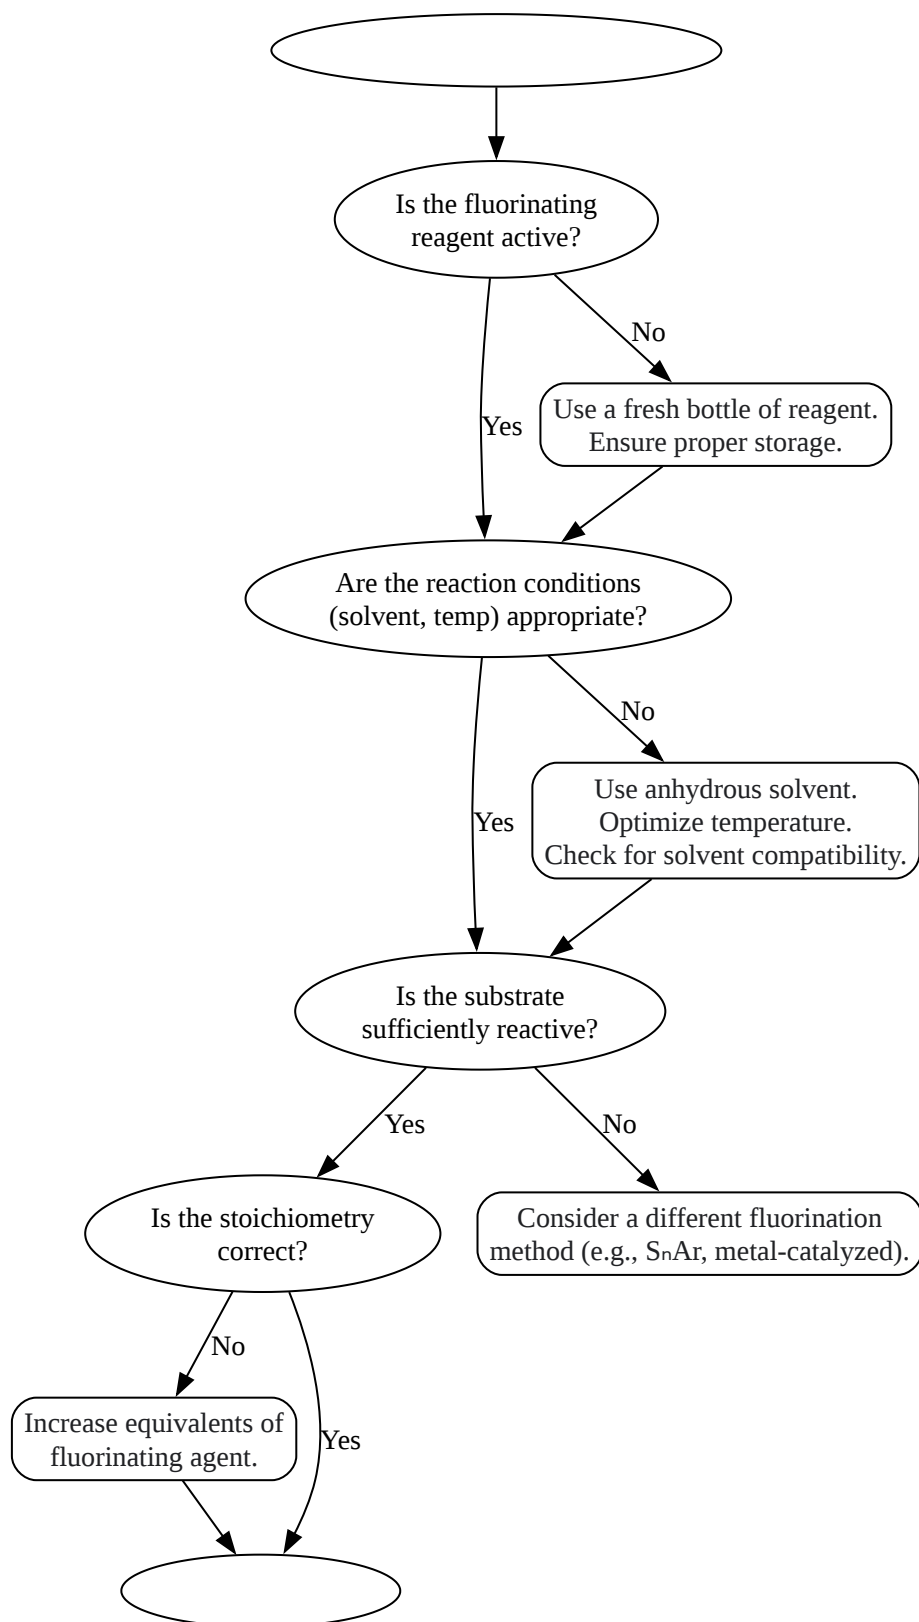 Is the fluorinating
reagent active?
No
Use a fresh bottle of reagent.
Ensure proper storage.
Yes
Are the reaction conditions
(solvent, temp) appropriate?
No
Use anhydrous solvent.
Optimize temperature.
Check for solvent compatibility.
Yes
Is the substrate
sufficiently reactive?
Yes
No
Is the stoichiometry
correct?
Consider a different fluorination
method (e.g., SₙAr, metal-catalyzed).
No
Increase equivalents of
fluorinating agent.
Yes